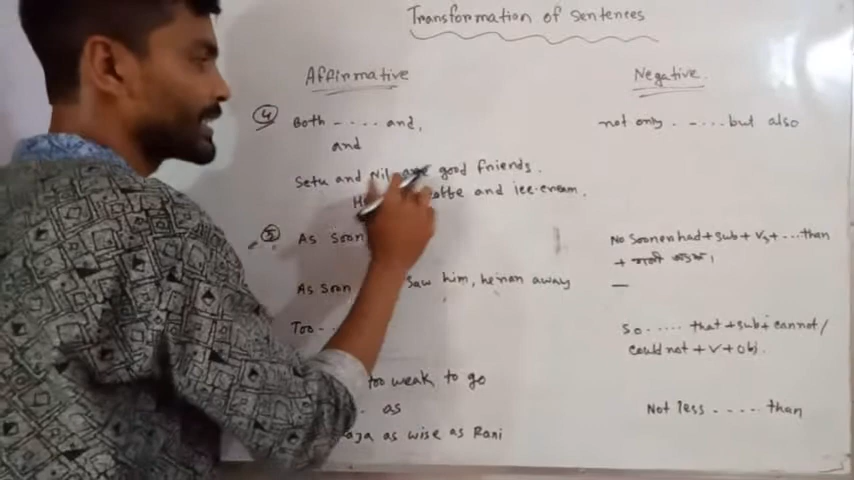 Transformation of Sentences
Affirmative
Negative
④ Both ---- and,
and
not only ----- but also
Setu and Nil are good friends.
and ice-cream.
⑤ As Soon
No Sooner had + sub + V3 + ... than
+
As Soon saw him, he ran away
Too --
So ..... that + sub + cannot/
could not + V + Obj.
too weak to go
as
Not less ----- than
as wise as Rani